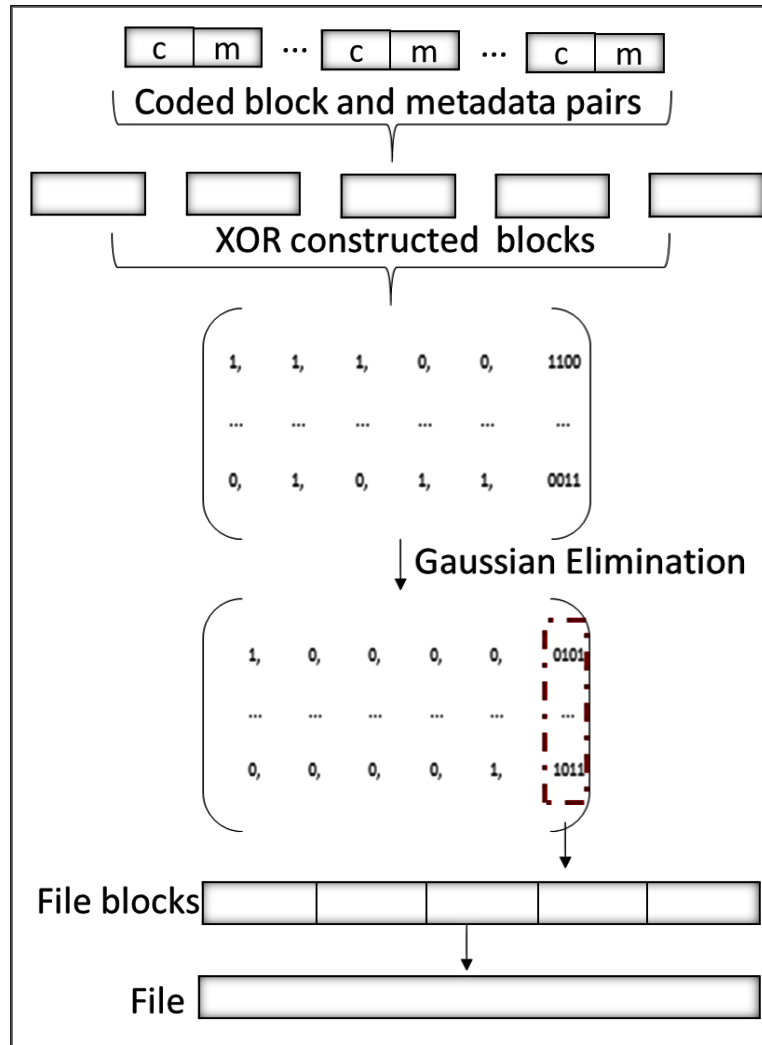 c m ... c m ... c m
Coded block and metadata pairs
XOR constructed blocks
1, 1, 1, 0, 0, 1100
... ... ... ... ... ...
0, 1, 0, 1, 1, 0011
Gaussian Elimination
1, 0, 0, 0, 0, 0101
... ... ... ... ... ...
0, 0, 0, 0, 1, 1011
File blocks
File